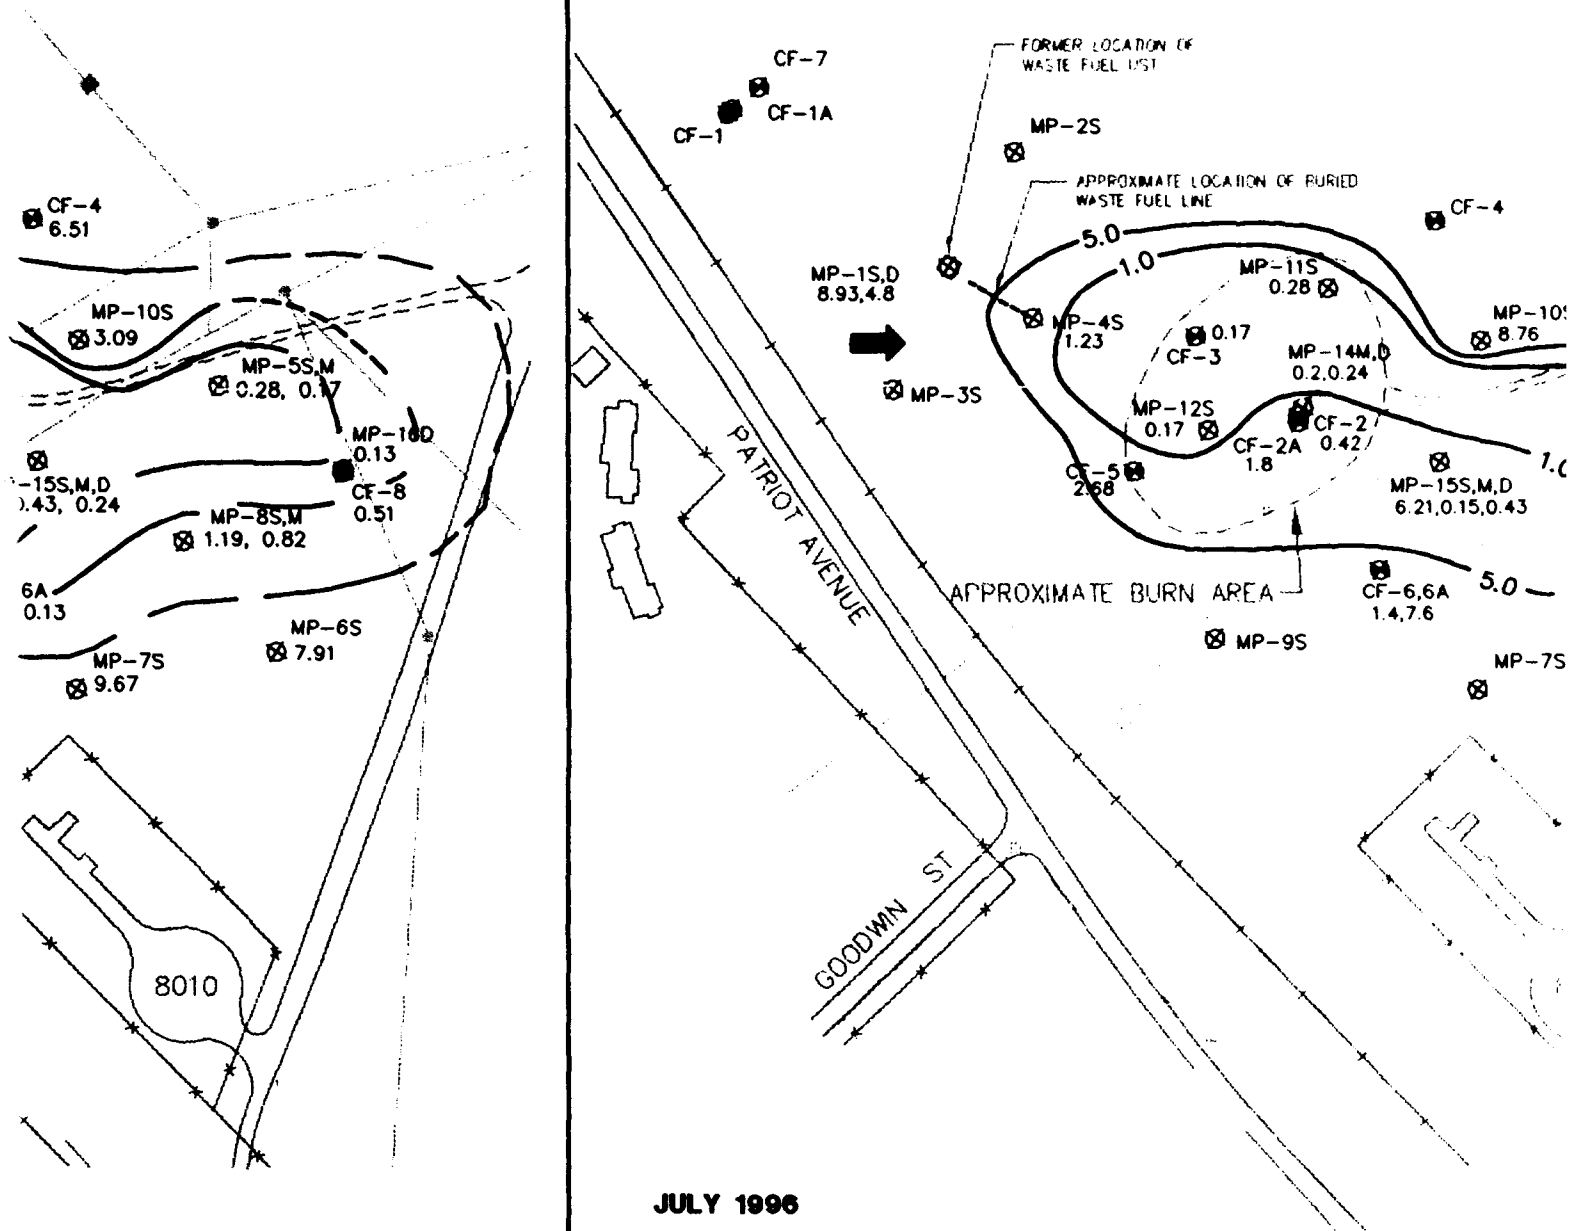 CF-4
6.51
MP-10S
3.09
MP-5S,M
0.28, 0.17
MP-16D
0.13
-15S,M,D
.43, 0.24
CF-8
0.51
MP-8S,M
1.19, 0.82
6A
0.13
MP-6S
7.91
MP-7S
9.67
8010
CF-7
CF-1A
CF-1
FORMER LOCATION OF
WASTE FUEL UST
MP-2S
APPROXIMATE LOCATION OF BURIED
WASTE FUEL LINE
CF-4
5.0
1.0
MP-1S,D
8.93,4.8
MP-11S
0.28
MP-4S
1.23
0.17
CF-3
MP-10S
8.76
MP-14M,D
0.2,0.24
MP-3S
MP-12S
0.17
CF-2
0.42
CF-2A
1.8
CF-5
2.68
1.0
MP-15S,M,D
6.21,0.15,0.43
PATRIOT AVENUE
APPROXIMATE BURN AREA
5.0
CF-6,6A
1.4,7.6
MP-9S
MP-7S
GOODWIN ST
JULY 1996